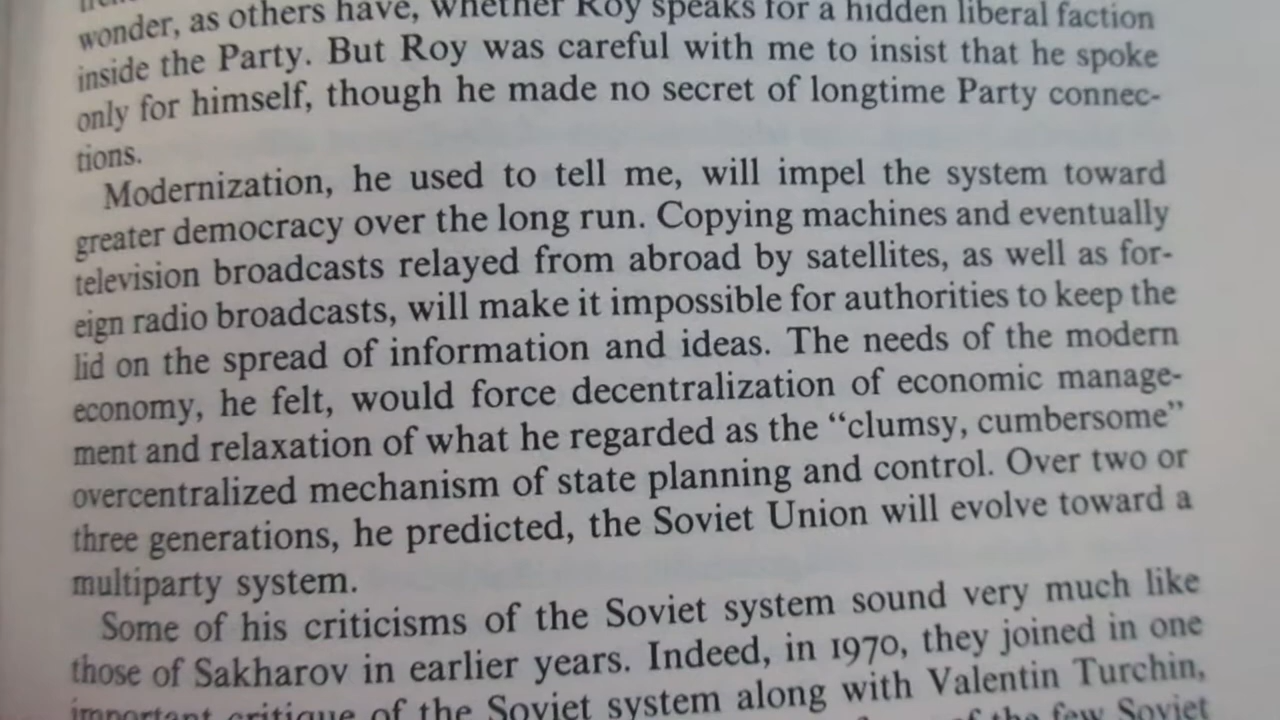 wonder, as others have, whether Roy speaks for a hidden liberal faction
inside the Party. But Roy was careful with me to insist that he spoke
only for himself, though he made no secret of longtime Party connec-
tions.
Modernization, he used to tell me, will impel the system toward
greater democracy over the long run. Copying machines and eventually
television broadcasts relayed from abroad by satellites, as well as for-
eign radio broadcasts, will make it impossible for authorities to keep the
lid on the spread of information and ideas. The needs of the modern
economy, he felt, would force decentralization of economic manage-
ment and relaxation of what he regarded as the “clumsy, cumbersome”
overcentralized mechanism of state planning and control. Over two or
three generations, he predicted, the Soviet Union will evolve toward a
multiparty system.
Some of his criticisms of the Soviet system sound very much like
those of Sakharov in earlier years. Indeed, in 1970, they joined in one
important critique of the Soviet system along with Valentin Turchin,
of the few Soviet